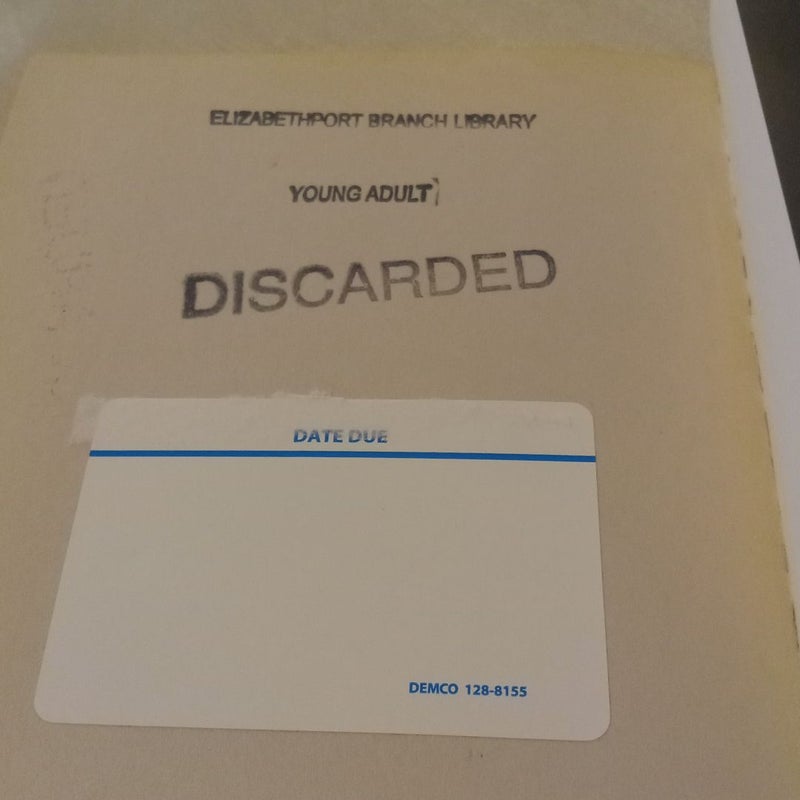 ELIZABETHPORT BRANCH LIBRARY
YOUNG ADULT
DISCARDED
DATE DUE
DEMCO 128-8155